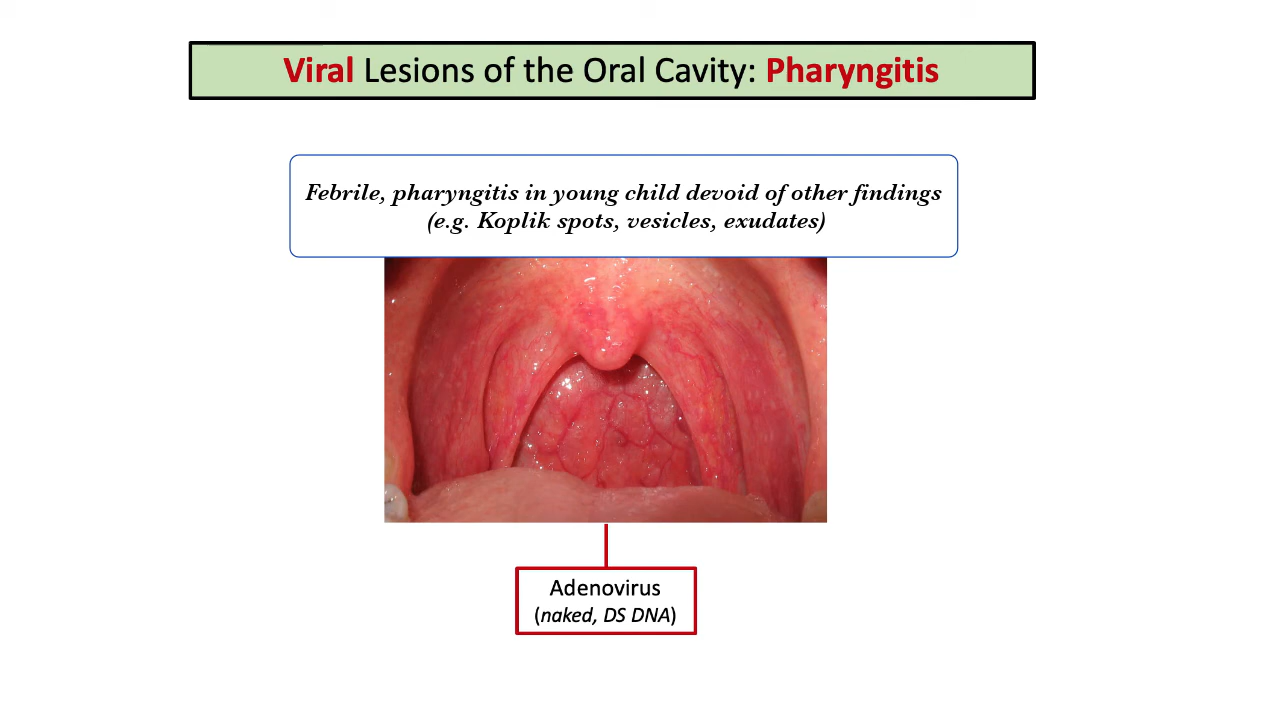 Viral Lesions of the Oral Cavity: Pharyngitis
Febrile, pharyngitis in young child devoid of other findings
(e.g. Koplik spots, vesicles, exudates)
Adenovirus
(naked, DS DNA)